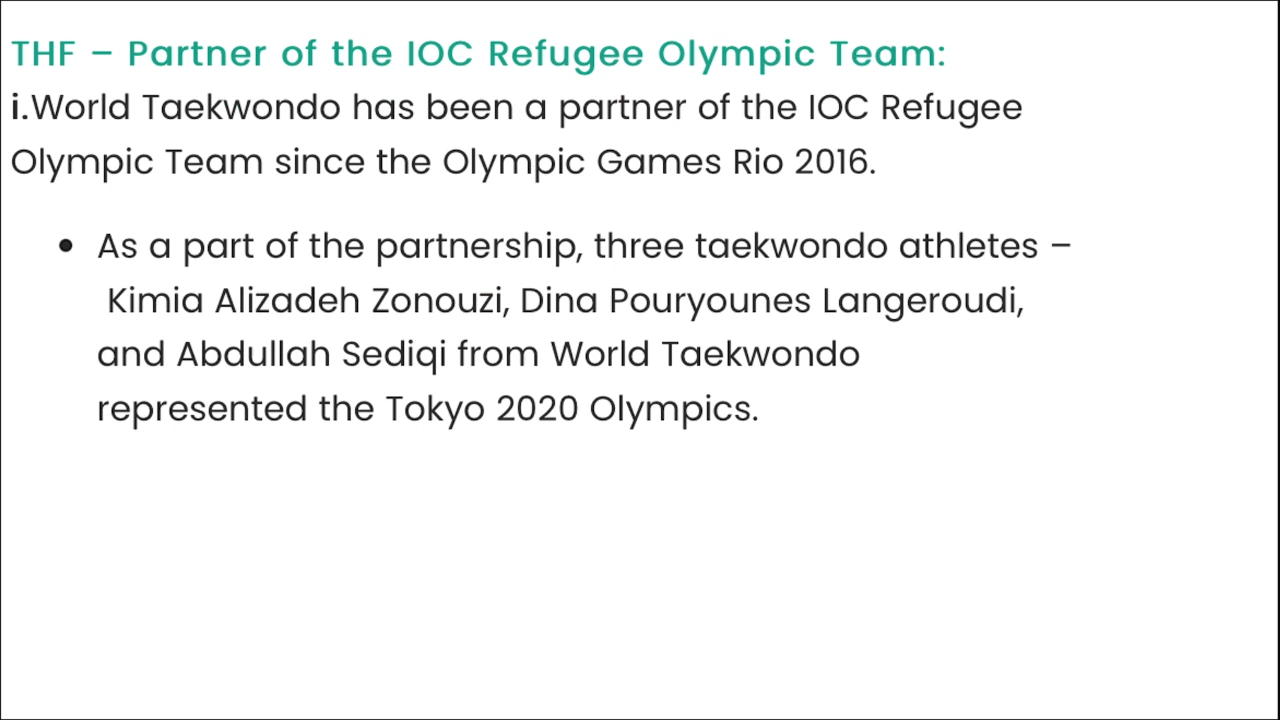 THF – Partner of the IOC Refugee Olympic Team:
i.World Taekwondo has been a partner of the IOC Refugee
Olympic Team since the Olympic Games Rio 2016.
• As a part of the partnership, three taekwondo athletes –
Kimia Alizadeh Zonouzi, Dina Pouryounes Langeroudi,
and Abdullah Sediqi from World Taekwondo
represented the Tokyo 2020 Olympics.